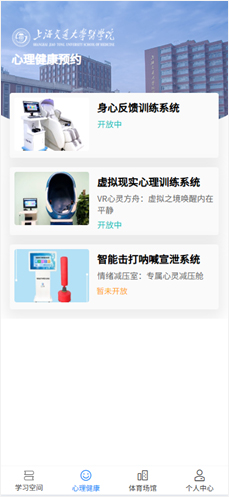 上海交通大学医学院
心理健康预约
身心反馈训练系统
开放中
虚拟现实心理训练系统
VR心灵方舟：虚拟之境唤醒内在
平静
开放中
智能击打呐喊宣泄系统
情绪减压室：专属心灵减压舱
暂未开放
学习空间
心理健康
体育场馆
个人中心